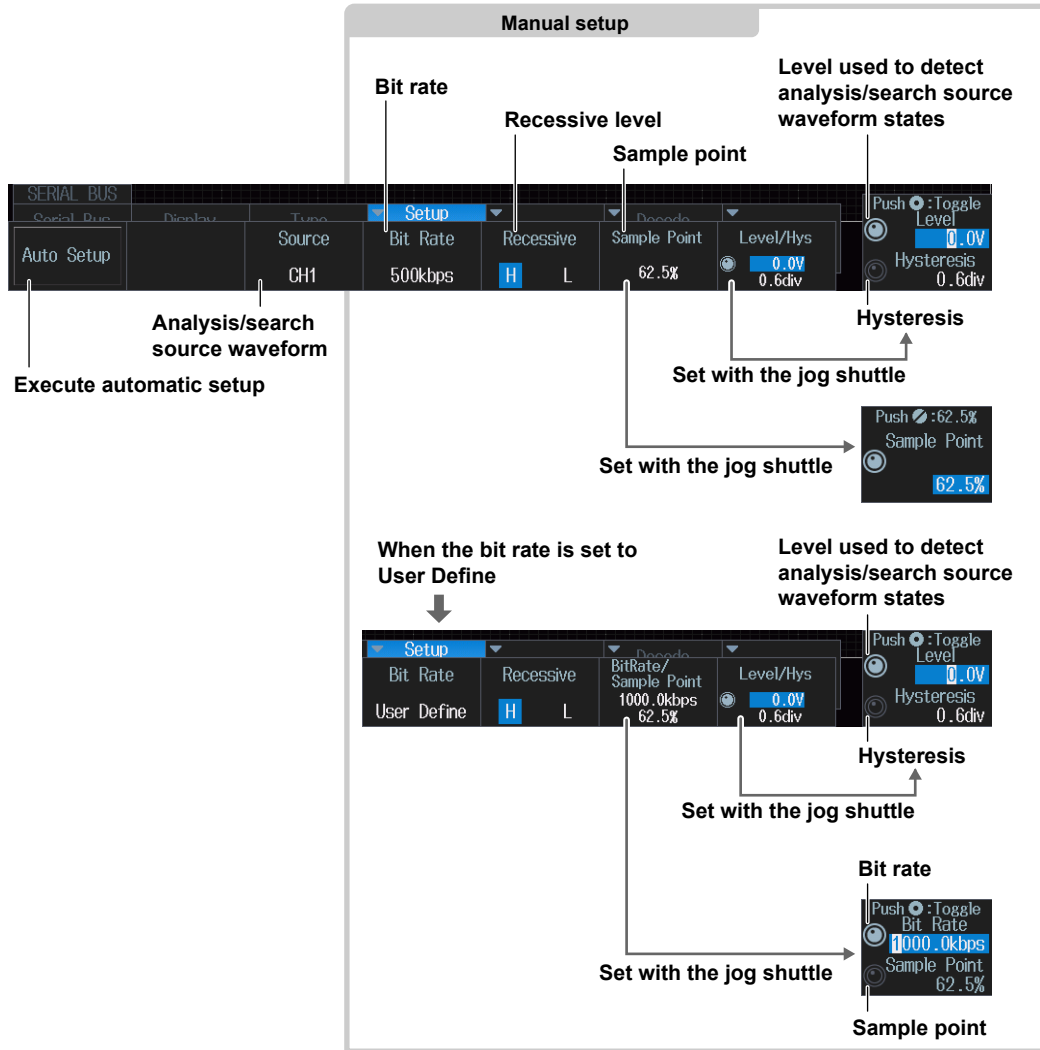 Manual setup
Level used to detect
analysis/search source
waveform states
Bit rate
Recessive level
Sample point
SERIAL BUS
Serial Bus Display Type Setup Decode
Auto Setup
Source
CH1
Bit Rate
500kbps
Recessive
H L
Sample Point
62.5%
Level/Hys
0.0V
0.6div
Push :Toggle
Level
0.0V
Hysteresis
0.6div
Analysis/search
source waveform
Hysteresis
Execute automatic setup
Set with the jog shuttle
Push :62.5%
Sample Point
62.5%
Set with the jog shuttle
When the bit rate is set to
User Define
Level used to detect
analysis/search source
waveform states
Setup Decode
Bit Rate
User Define
Recessive
H L
BitRate/
Sample Point
1000.0kbps
62.5%
Level/Hys
0.0V
0.6div
Push :Toggle
Level
0.0V
Hysteresis
0.6div
Hysteresis
Set with the jog shuttle
Bit rate
Push :Toggle
Bit Rate
1000.0kbps
Sample Point
62.5%
Set with the jog shuttle
Sample point